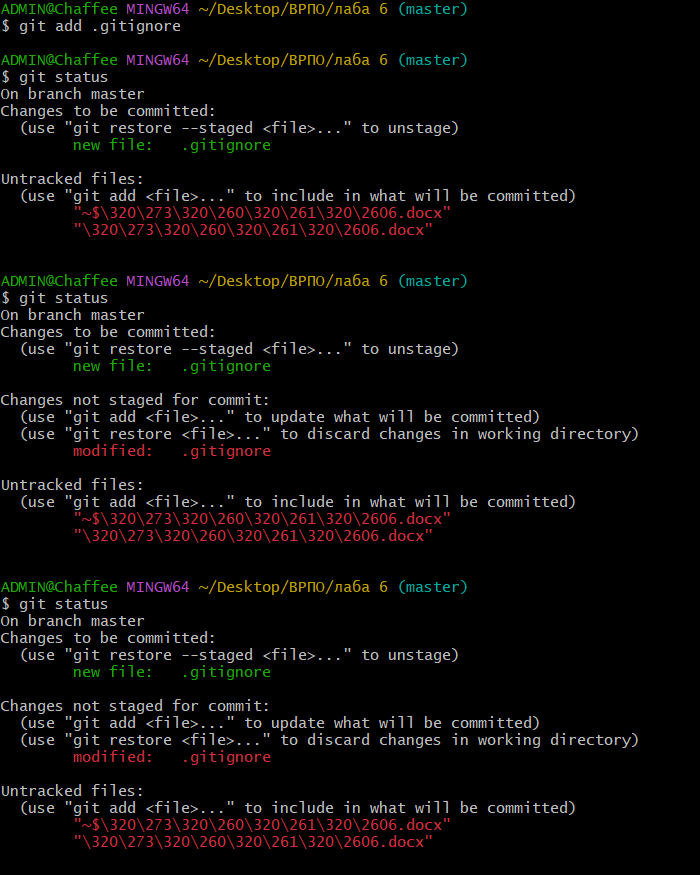 ADMIN@Chaffee MINGW64 ~/Desktop/ВРПО/лаба 6 (master)
$ git add .gitignore
ADMIN@Chaffee MINGW64 ~/Desktop/ВРПО/лаба 6 (master)
$ git status
On branch master
Changes to be committed:
  (use "git restore --staged <file>..." to unstage)
        new file:   .gitignore
Untracked files:
  (use "git add <file>..." to include in what will be committed)
        "~$\320\273\320\260\320\261\320\2606.docx"
        "\320\273\320\260\320\261\320\2606.docx"
ADMIN@Chaffee MINGW64 ~/Desktop/ВРПО/лаба 6 (master)
$ git status
On branch master
Changes to be committed:
  (use "git restore --staged <file>..." to unstage)
        new file:   .gitignore
Changes not staged for commit:
  (use "git add <file>..." to update what will be committed)
  (use "git restore <file>..." to discard changes in working directory)
        modified:   .gitignore
Untracked files:
  (use "git add <file>..." to include in what will be committed)
        "~$\320\273\320\260\320\261\320\2606.docx"
        "\320\273\320\260\320\261\320\2606.docx"
ADMIN@Chaffee MINGW64 ~/Desktop/ВРПО/лаба 6 (master)
$ git status
On branch master
Changes to be committed:
  (use "git restore --staged <file>..." to unstage)
        new file:   .gitignore
Changes not staged for commit:
  (use "git add <file>..." to update what will be committed)
  (use "git restore <file>..." to discard changes in working directory)
        modified:   .gitignore
Untracked files:
  (use "git add <file>..." to include in what will be committed)
        "~$\320\273\320\260\320\261\320\2606.docx"
        "\320\273\320\260\320\261\320\2606.docx"